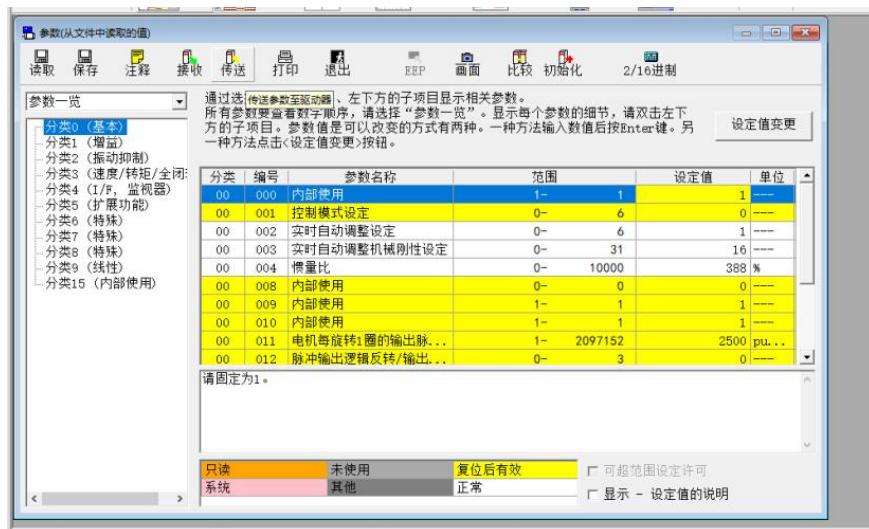 参数(从文件中读取的值)
读取 保存 注释 接收 传送 打印 退出 EEP 画面 比较 初始化 2/16进制
参数一览
分类0 (基本)
分类1 (增益)
分类2 (振动抑制)
分类3 (速度/转矩/全闭
分类4 (I/F, 监视器)
分类5 (扩展功能)
分类6 (特殊)
分类7 (特殊)
分类8 (特殊)
分类9 (线性)
分类15 (内部使用)
通过选 传送参数至驱动器 、左下方的子项目显示相关参数。
所有参数要查看数字顺序，请选择“参数一览”。显示每个参数的细节，请双击左下
方的子项目。参数值是可以改变的方式有两种。一种方法输入数值后按Enter键。另
一种方法点击<设定值变更>按钮。
设定值变更
分类 编号 参数名称 范围 设定值 单位
00 000 内部使用 1- 1 1 ---
00 001 控制模式设定 0- 6 0 ---
00 002 实时自动调整设定 0- 6 1 ---
00 003 实时自动调整机械刚性设定 0- 31 16 ---
00 004 惯量比 0- 10000 388 %
00 008 内部使用 0- 0 0 ---
00 009 内部使用 1- 1 1 ---
00 010 内部使用 1- 1 1 ---
00 011 电机每旋转1圈的输出脉... 1- 2097152 2500 pu...
00 012 脉冲输出逻辑反转/输出... 0- 3 0 ---
请固定为1。
只读 未使用 复位后有效
系统 其他 正常
可超范围设定许可
显示 - 设定值的说明